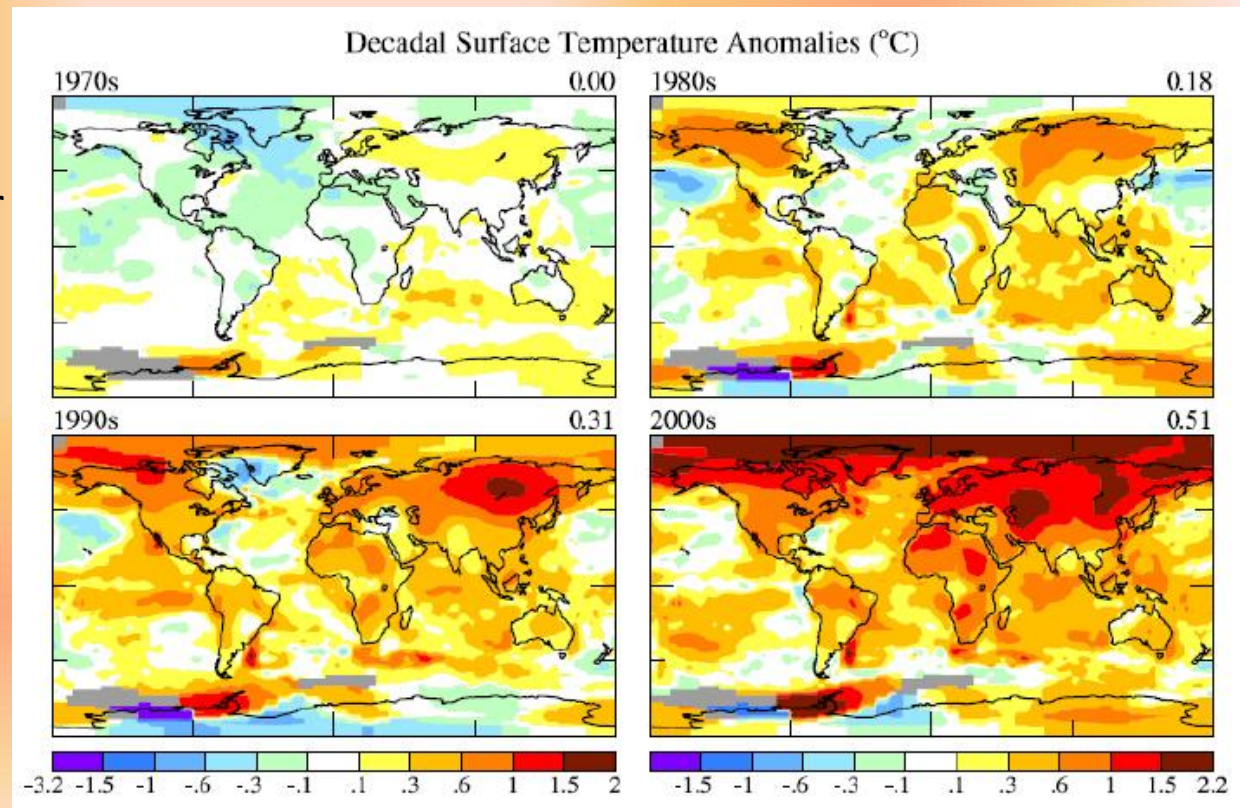 Decadal Surface Temperature Anomalies (°C)
1970s 0.00
1980s 0.18
1990s 0.31
2000s 0.51
-3.2 -1.5 -1 -.6 -.3 -.1 .1 .3 .6 1 1.5 2
-1.5 -1 -.6 -.3 -.1 .1 .3 .6 1 1.5 2.2